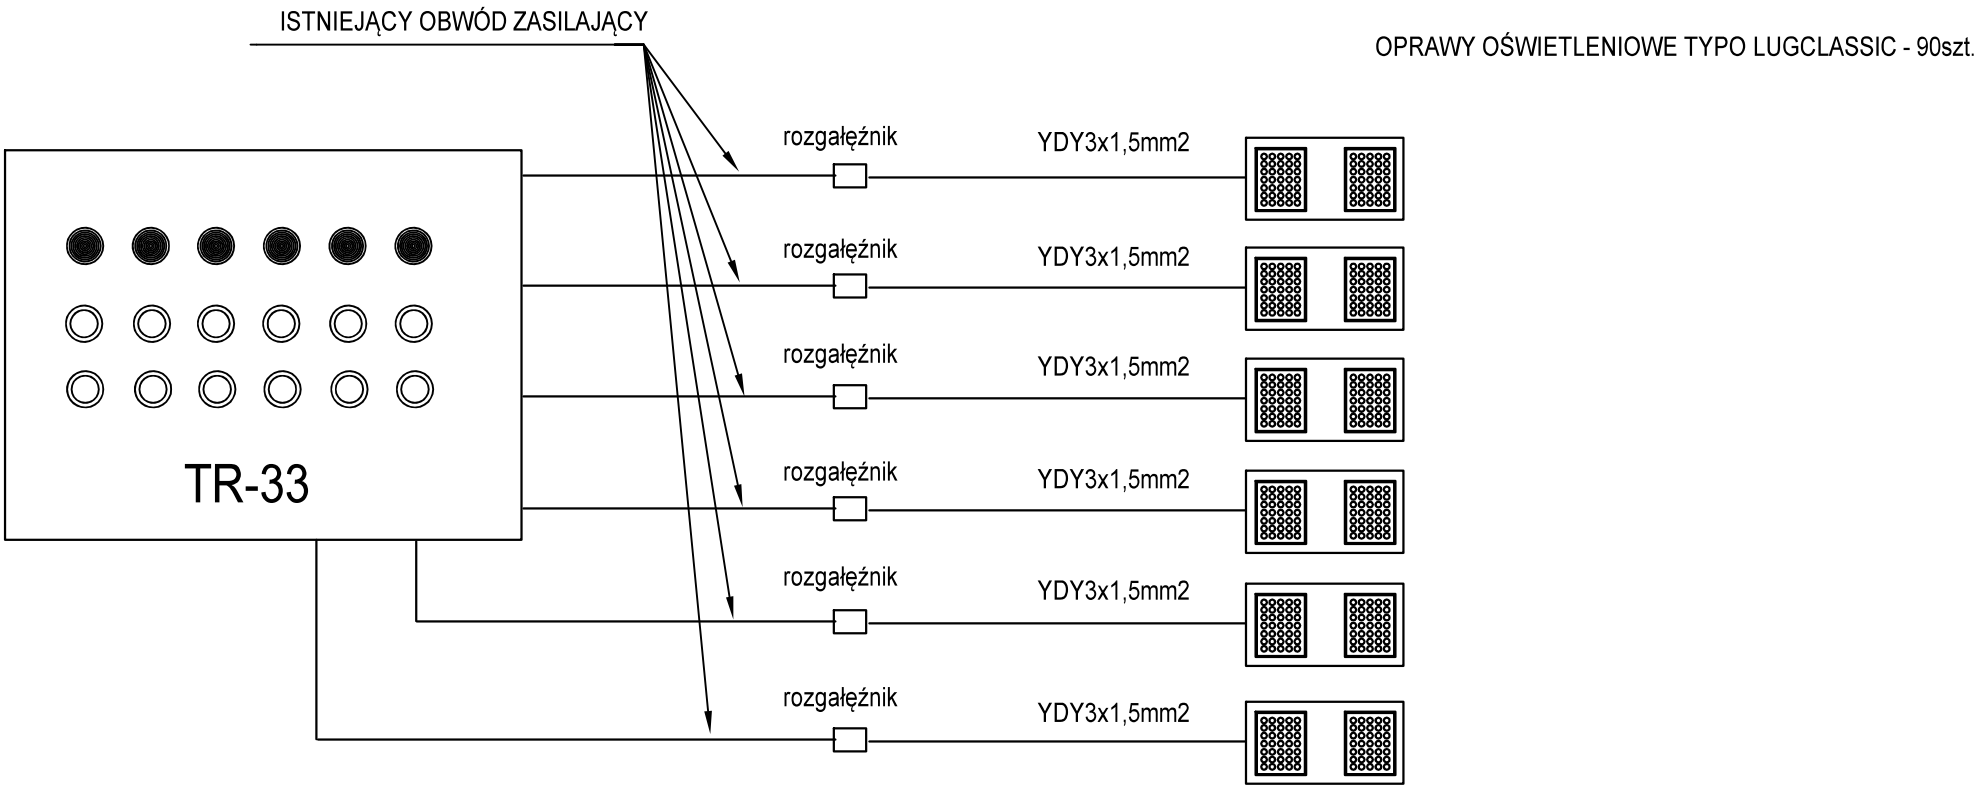 ISTNIEJĄCY OBWÓD ZASILAJĄCY
OPRAWY OŚWIETLENIOWE TYPO LUGCLASSIC - 90szt.
rozgałęźnik
YDY3x1,5mm2
rozgałęźnik
YDY3x1,5mm2
rozgałęźnik
YDY3x1,5mm2
rozgałęźnik
YDY3x1,5mm2
TR-33
rozgałęźnik
YDY3x1,5mm2
rozgałęźnik
YDY3x1,5mm2